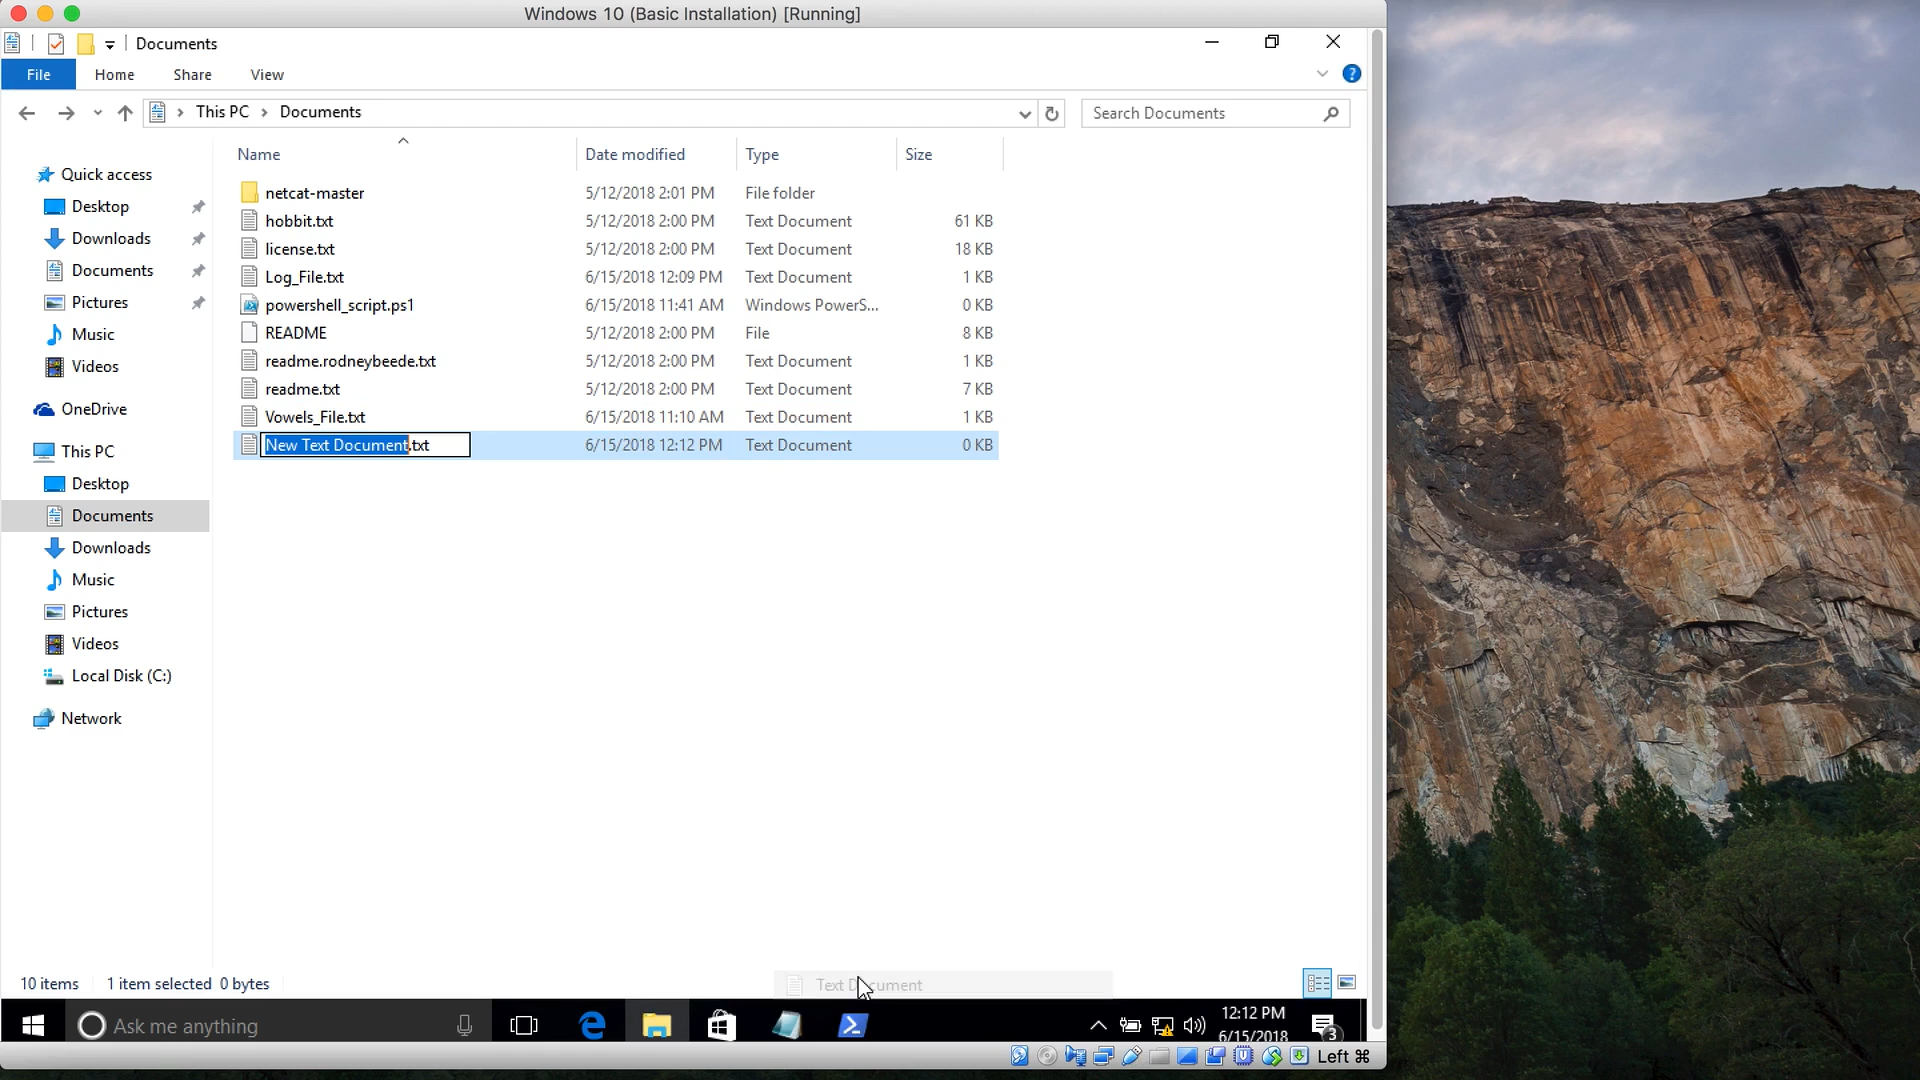 Windows 10 (Basic Installation) [Running]
Documents
File Home Share View
This PC Documents
Search Documents
Name Date modified Type Size
Quick access
Desktop
Downloads
Documents
Pictures
Music
Videos
OneDrive
This PC
Desktop
Documents
Downloads
Music
Pictures
Videos
Local Disk (C:)
Network
netcat-master 5/12/2018 2:01 PM File folder
hobbit.txt 5/12/2018 2:00 PM Text Document 61 KB
license.txt 5/12/2018 2:00 PM Text Document 18 KB
Log_File.txt 6/15/2018 12:09 PM Text Document 1 KB
powershell_script.ps1 6/15/2018 11:41 AM Windows PowerS... 0 KB
README 5/12/2018 2:00 PM File 8 KB
readme.rodneybeede.txt 5/12/2018 2:00 PM Text Document 1 KB
readme.txt 5/12/2018 2:00 PM Text Document 7 KB
Vowels_File.txt 6/15/2018 11:10 AM Text Document 1 KB
New Text Document.txt 6/15/2018 12:12 PM Text Document 0 KB
10 items 1 item selected 0 bytes
Text Document
Ask me anything
12:12 PM
6/15/2018
3
Left ⌘